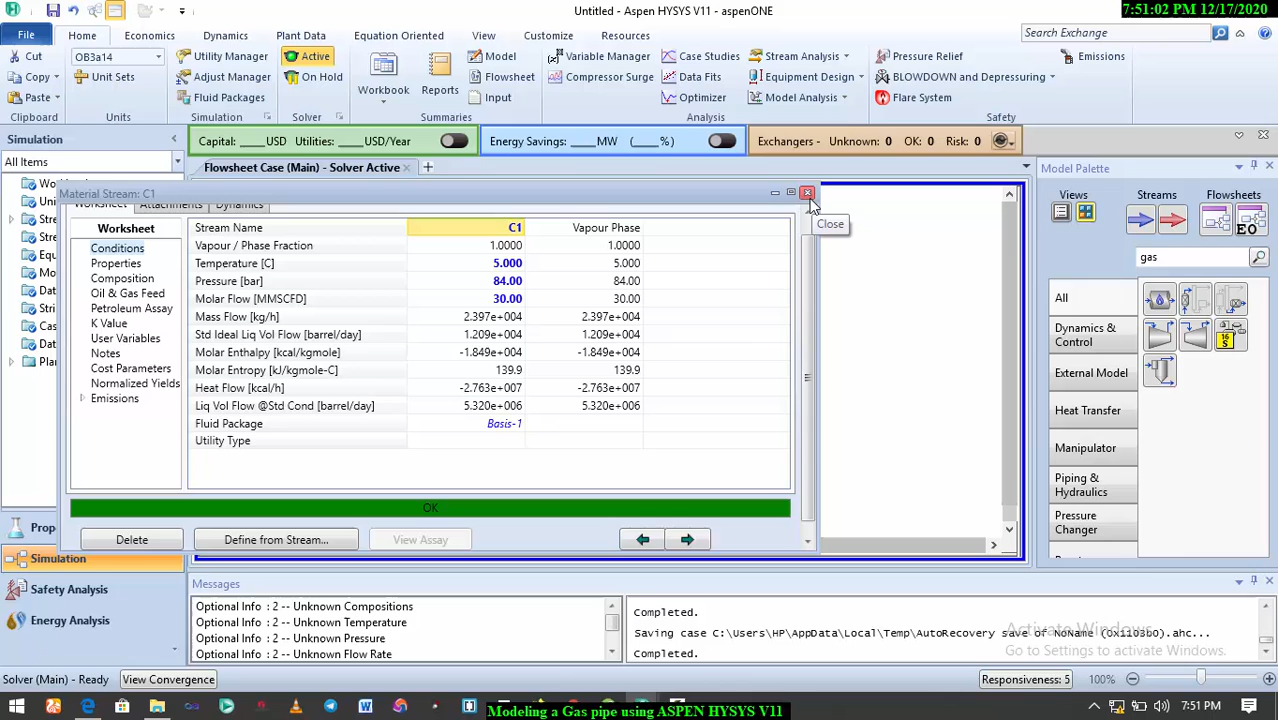 Untitled - Aspen HYSYS V11 - aspenONE
7:51:02 PM 12/17/2020
File Home Economics Dynamics Plant Data Equation Oriented View Customize Resources
Search Exchange
Cut
Copy
Paste
Clipboard
OB3a14
Unit Sets
Units
Utility Manager
Adjust Manager
Fluid Packages
Simulation
Active
On Hold
Solver
Workbook
Reports
Model
Flowsheet
Input
Summaries
Variable Manager
Compressor Surge
Case Studies
Data Fits
Optimizer
Stream Analysis
Equipment Design
Model Analysis
Analysis
Pressure Relief
BLOWDOWN and Depressuring
Flare System
Emissions
Safety
Capital: USD Utilities: USD/Year
Energy Savings: MW ( %)
Exchangers - Unknown: 0 OK: 0 Risk: 0
Simulation
All Items
Flowsheet Case (Main) - Solver Active
Material Stream: C1
Worksheet Attachments Dynamics
Close
Worksheet
Conditions
Properties
Composition
Oil & Gas Feed
Petroleum Assay
K Value
User Variables
Notes
Cost Parameters
Normalized Yields
Emissions
Stream Name C1 Vapour Phase
Vapour / Phase Fraction 1.0000 1.0000
Temperature [C] 5.000 5.000
Pressure [bar] 84.00 84.00
Molar Flow [MMSCFD] 30.00 30.00
Mass Flow [kg/h] 2.397e+004 2.397e+004
Std Ideal Liq Vol Flow [barrel/day] 1.209e+004 1.209e+004
Molar Enthalpy [kcal/kgmole] -1.849e+004 -1.849e+004
Molar Entropy [kJ/kgmole-C] 139.9 139.9
Heat Flow [kcal/h] -2.763e+007 -2.763e+007
Liq Vol Flow @Std Cond [barrel/day] 5.320e+006 5.320e+006
Fluid Package Basis-1
Utility Type
OK
Delete Define from Stream... View Assay
Simulation
Safety Analysis
Energy Analysis
Model Palette
Views Streams Flowsheets
EO
gas
All
Dynamics & Control
External Model
Heat Transfer
Manipulator
Piping & Hydraulics
Pressure Changer
Messages
Optional Info : 2 -- Unknown Compositions
Optional Info : 2 -- Unknown Temperature
Optional Info : 2 -- Unknown Pressure
Optional Info : 2 -- Unknown Flow Rate
Completed.
Saving case C:\Users\HP\AppData\Local\Temp\AutoRecovery save of NoName (0x1103b0).ahc...
Completed.
Activate Windows
Go to Settings to activate Windows.
Solver (Main) - Ready View Convergence
Responsiveness: 5 100%
7:51 PM
Modeling a Gas pipe using ASPEN HYSYS V11